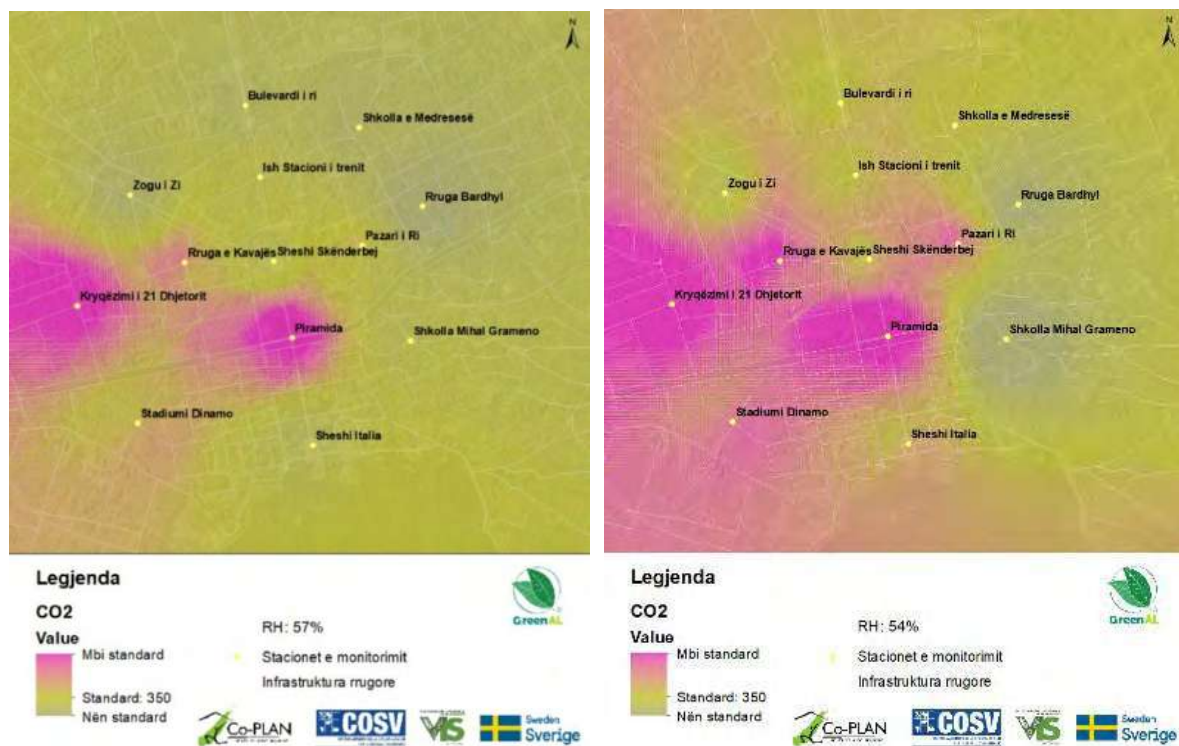 N
Bulevardi i ri
Shkolla e Medresesë
Ish Stacioni i trenit
Zogu i Zi
Rruga Bardhyl
Pazari i Ri
Rruga e Kavajës
Sheshi Skënderbej
Kryqëzimi i 21 Dhjetorit
Piramida
Shkolla Mihal Grameno
Stadiumi Dinamo
Sheshi Italia
Legjenda
CO2
Value
RH: 57%
Mbi standard
Stacionet e monitorimit
Infrastruktura rrugore
Standard: 350
Nën standard
GreenAL
Co-PLAN
COSV
VIS
Sweden
Sverige
N
Bulevardi i ri
Shkolla e Medresesë
Ish Stacioni i trenit
Zogu i Zi
Rruga Bardhyl
Pazari i Ri
Rruga e Kavajës
Sheshi Skënderbej
Kryqëzimi i 21 Dhjetorit
Piramida
Shkolla Mihal Grameno
Stadiumi Dinamo
Sheshi Italia
Legjenda
CO2
Value
RH: 54%
Mbi standard
Stacionet e monitorimit
Infrastruktura rrugore
Standard: 350
Nën standard
GreenAL
Co-PLAN
COSV
VIS
Sweden
Sverige